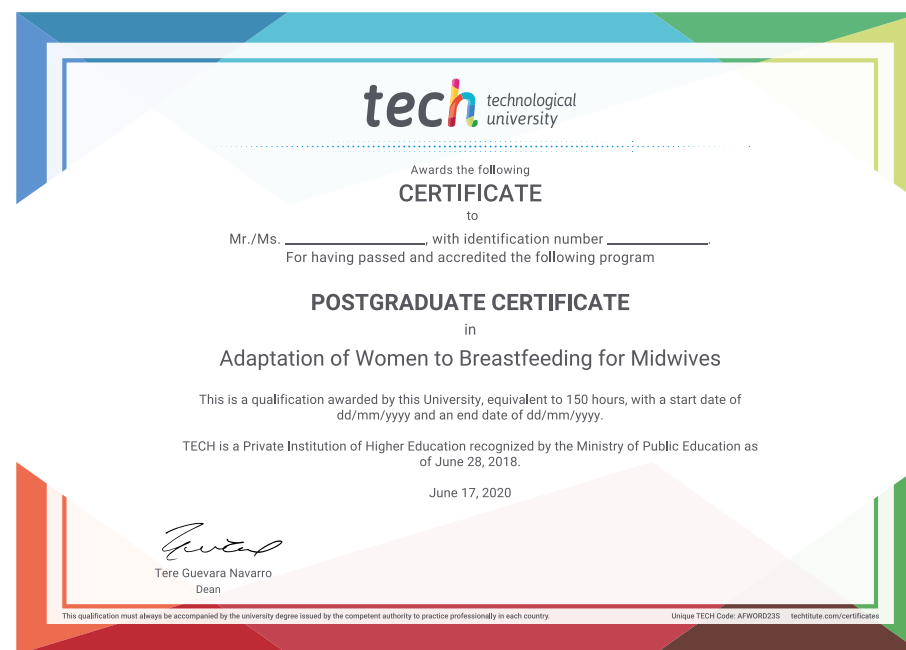 tech technological
university
Awards the following
CERTIFICATE
to
Mr./Ms. ____________, with identification number ____________.
For having passed and accredited the following program
POSTGRADUATE CERTIFICATE
in
Adaptation of Women to Breastfeeding for Midwives
This is a qualification awarded by this University, equivalent to 150 hours, with a start date of
dd/mm/yyyy and an end date of dd/mm/yyyy.
TECH is a Private Institution of Higher Education recognized by the Ministry of Public Education as
of June 28, 2018.
June 17, 2020
Tere Guevara Navarro
Dean
This qualification must always be accompanied by the university degree issued by the competent authority to practice professionally in each country.
Unique TECH Code: AFWORD23S techtitute.com/certificates